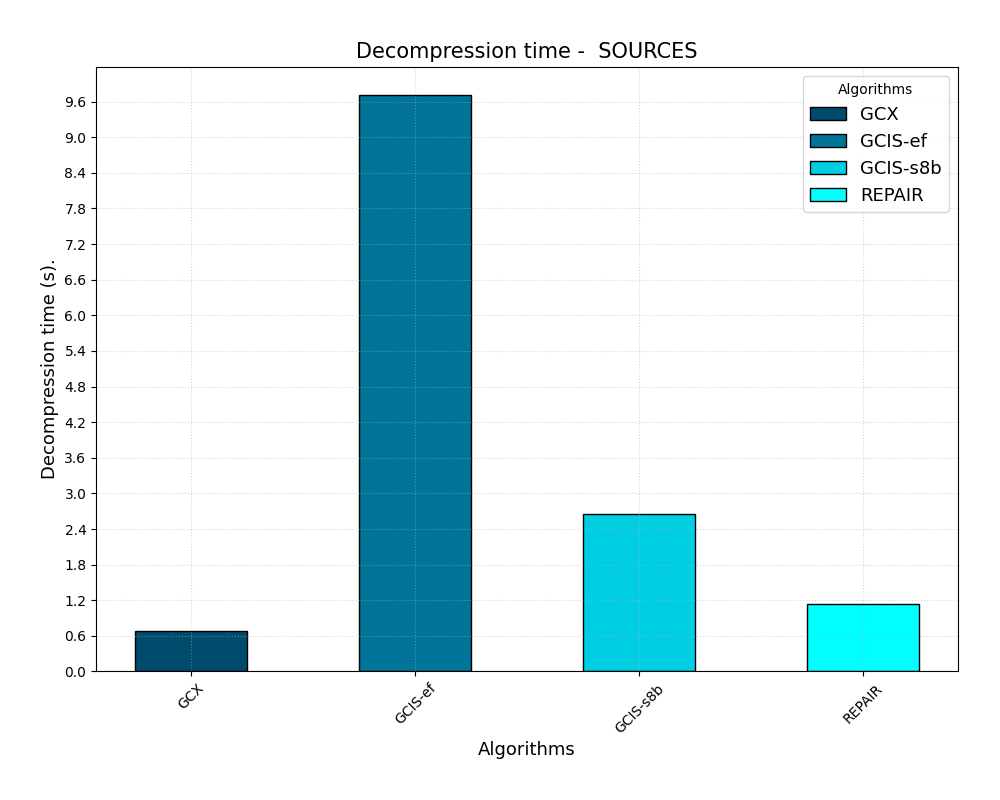 Decompression time -  SOURCES
Algorithms
GCX
GCIS-ef
GCIS-s8b
REPAIR
Decompression time (s).
9.6
9.0
8.4
7.8
7.2
6.6
6.0
5.4
4.8
4.2
3.6
3.0
2.4
1.8
1.2
0.6
0.0
GCX
GCIS-ef
GCIS-s8b
REPAIR
Algorithms